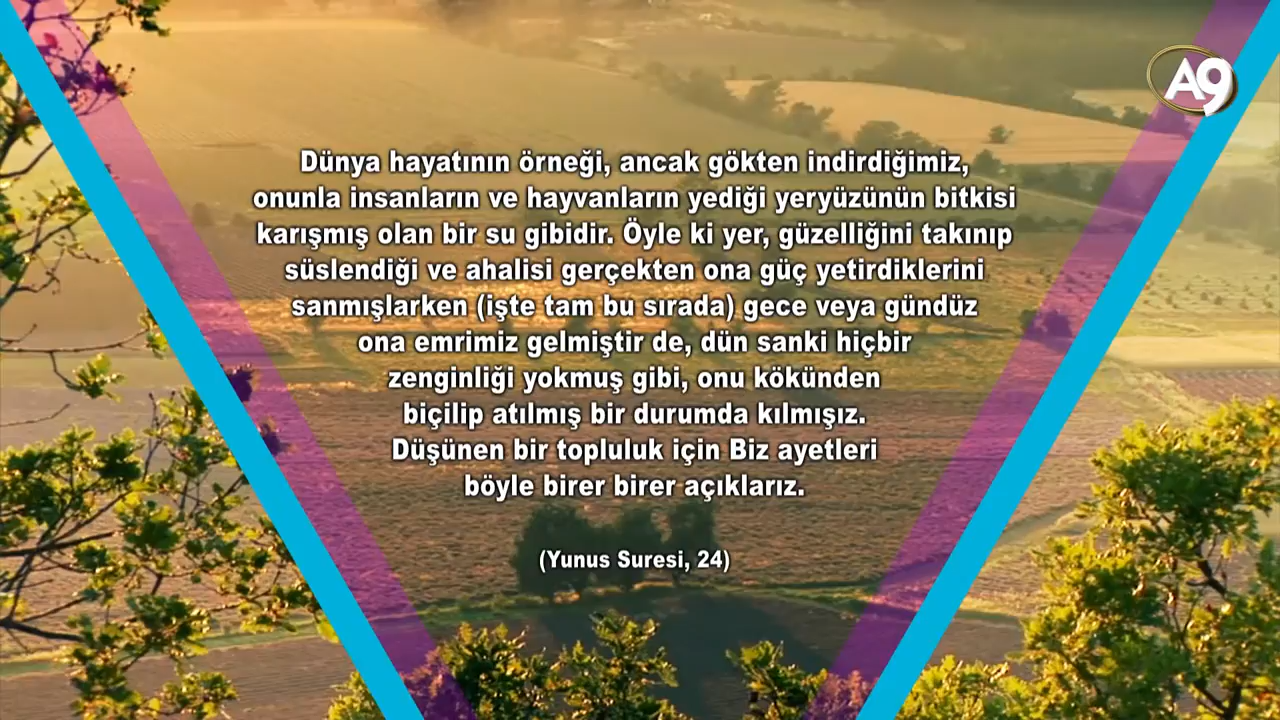 A9
Dünya hayatının örneği, ancak gökten indirdiğimiz,
onunla insanların ve hayvanların yediği yeryüzünün bitkisi
karışmış olan bir su gibidir. Öyle ki yer, güzelliğini takınıp
süslendiği ve ahalisi gerçekten ona güç yetirdiklerini
sanmışlarken (işte tam bu sırada) gece veya gündüz
ona emrimiz gelmiştir de, dün sanki hiçbir
zenginliği yokmuş gibi, onu kökünden
biçilip atılmış bir durumda kılmışız.
Düşünen bir topluluk için Biz ayetleri
böyle birer birer açıklarız.
(Yunus Suresi, 24)